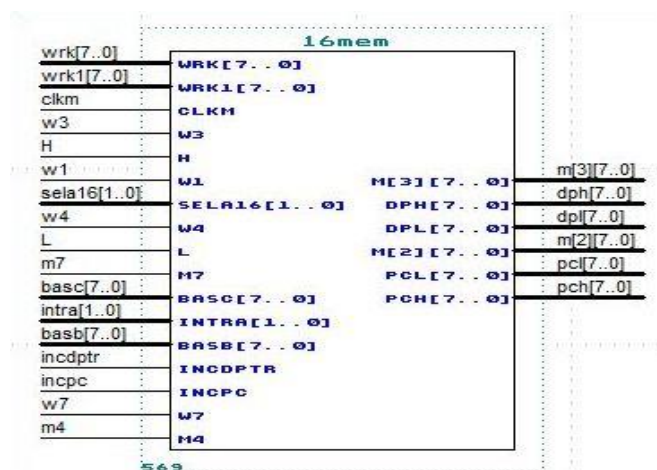 16mem
wrk[7..0]
WRK[7..0]
wrk1[7..0]
WRK1[7..0]
clkm
CLKM
w3
W3
H
H
w1
W1
m[3][7..0]
M[3][7..0]
sela16[1..0]
SELA16[1..0]
dph[7..0]
DPH[7..0]
w4
W4
dpl[7..0]
DPL[7..0]
L
L
m[2][7..0]
M[2][7..0]
m7
M7
pcl[7..0]
PCL[7..0]
basc[7..0]
BASC[7..0]
pch[7..0]
PCH[7..0]
intra[1..0]
INTRA[1..0]
basb[7..0]
BASB[7..0]
incdptr
INCDPTR
incpc
INCPC
w7
W7
m4
M4
569